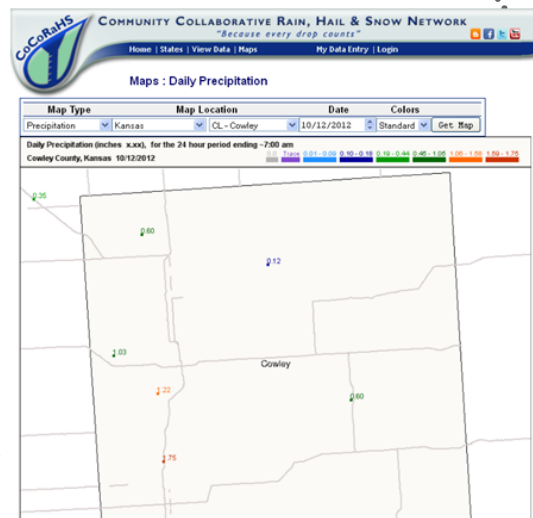 COMMUNITY COLLABORATIVE RAIN, HAIL & SNOW NETWORK
"Because every drop counts"
CoCoRaHS
Home | States | View Data | Maps My Data Entry | Login
Maps : Daily Precipitation
Map Type Map Location Date Colors
Precipitation Kansas CL - Cowley 10/12/2012 Standard Get Map
Daily Precipitation (inches x.xx), for the 24 hour period ending ~7:00 am
Cowley County, Kansas 10/12/2012
0.0 Trace 0.01 - 0.09 0.10 - 0.18 0.19 - 0.44 0.45 - 1.05 1.06 - 1.58 1.59 - 1.75
0.35
0.60
0.12
1.03
Cowley
1.22
0.60
1.75